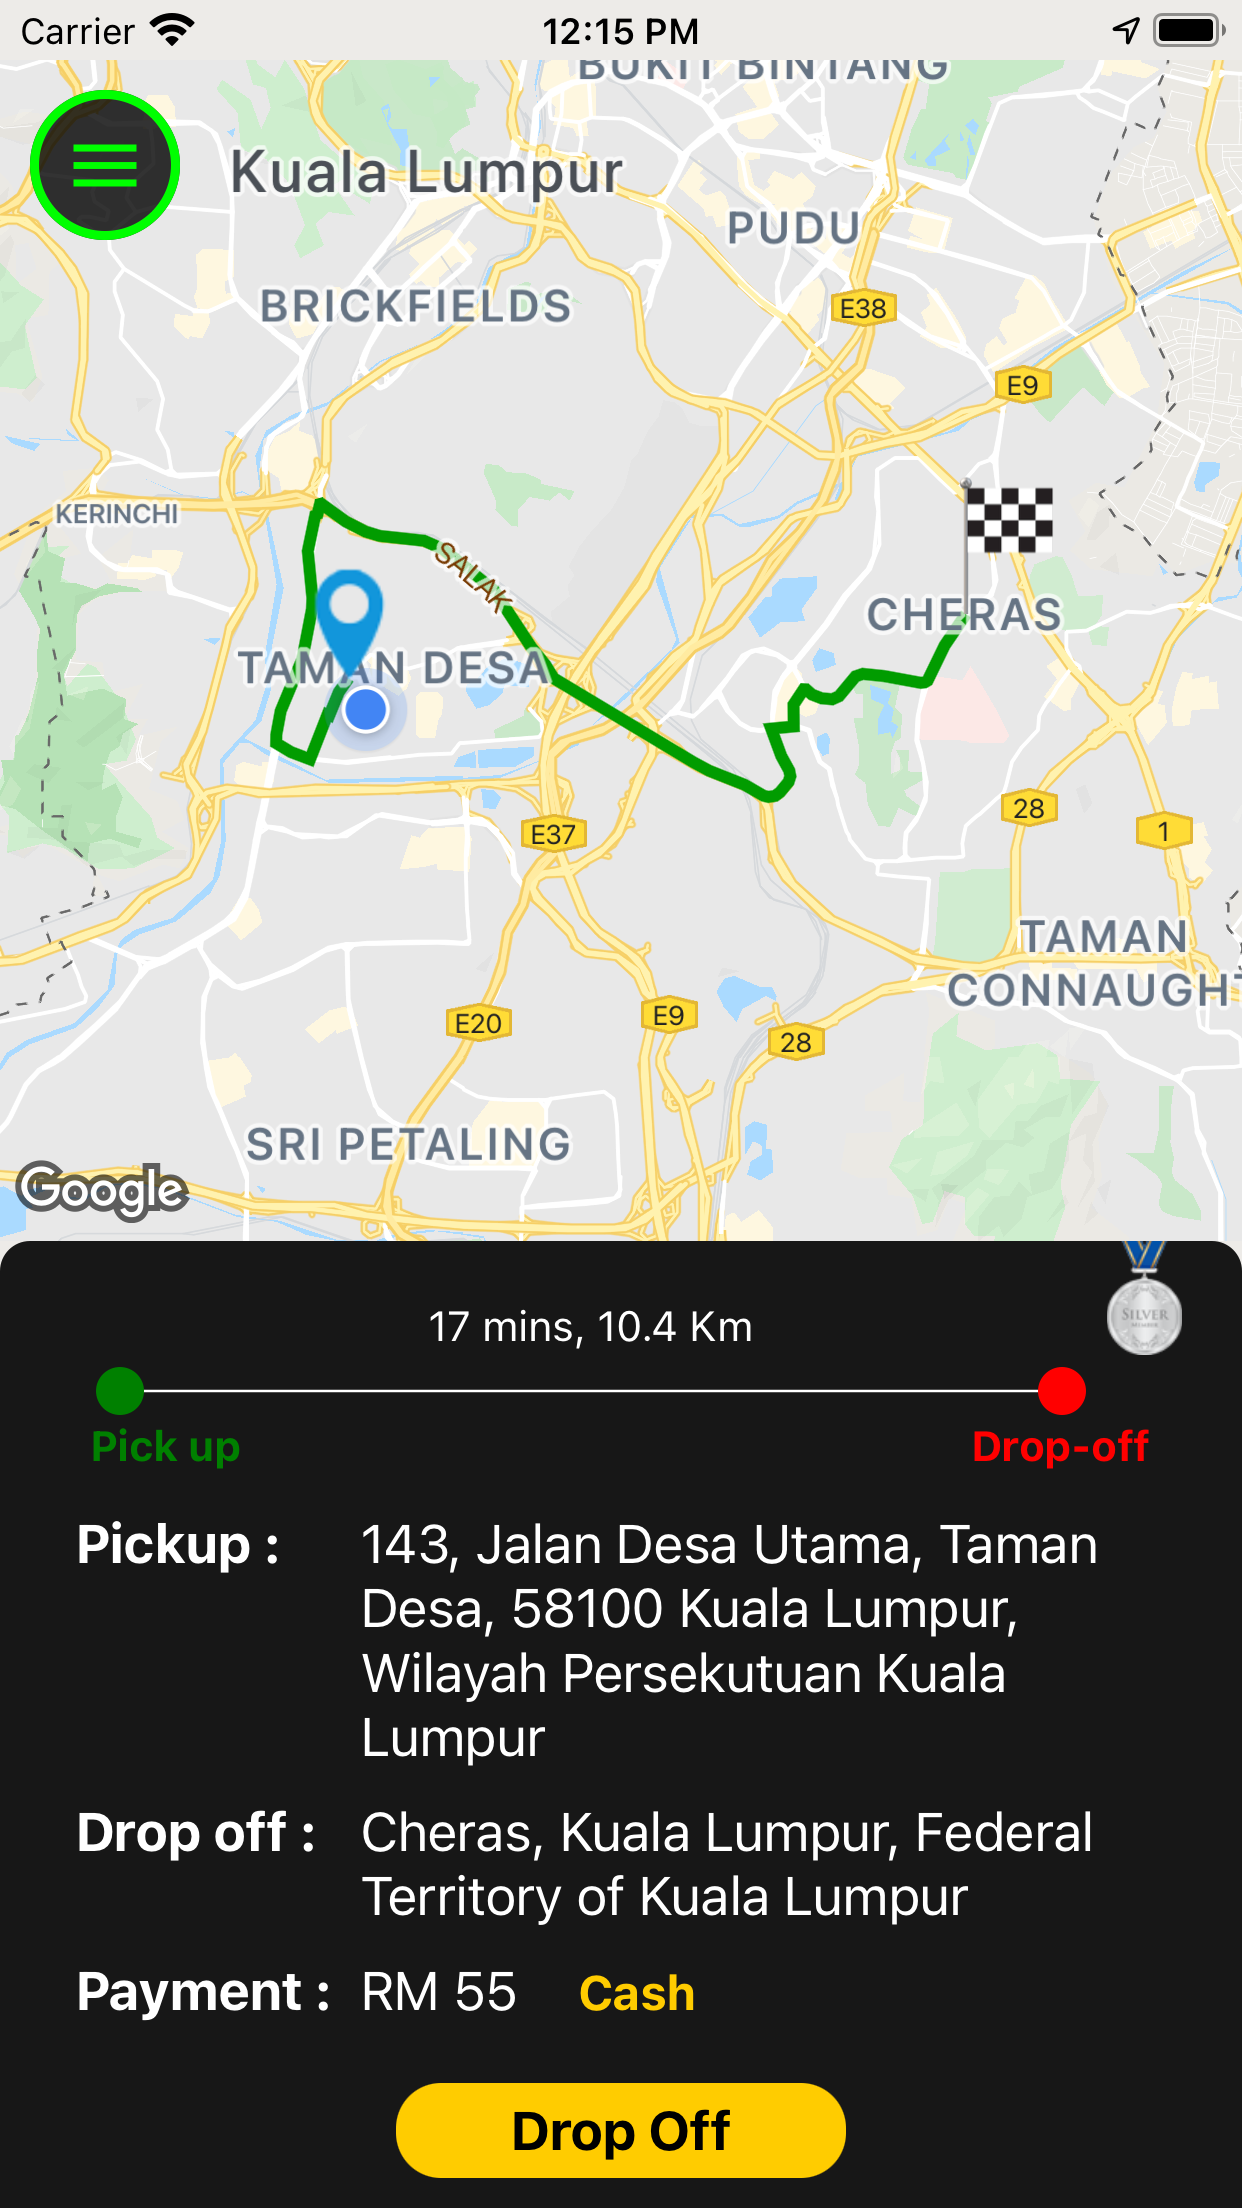 Carrier
12:15 PM
BUKIT BINTANG
Kuala Lumpur
PUDU
BRICKFIELDS
E38
E9
KERINCHI
SALAK
CHERAS
TAMAN DESA
28
1
E37
TAMAN
CONNAUGHT
E20
E9
28
SRI PETALING
Google
SILVER
17 mins, 10.4 Km
Pick up
Drop-off
Pickup : 143, Jalan Desa Utama, Taman
Desa, 58100 Kuala Lumpur,
Wilayah Persekutuan Kuala
Lumpur
Drop off : Cheras, Kuala Lumpur, Federal
Territory of Kuala Lumpur
Payment : RM 55 Cash
Drop Off